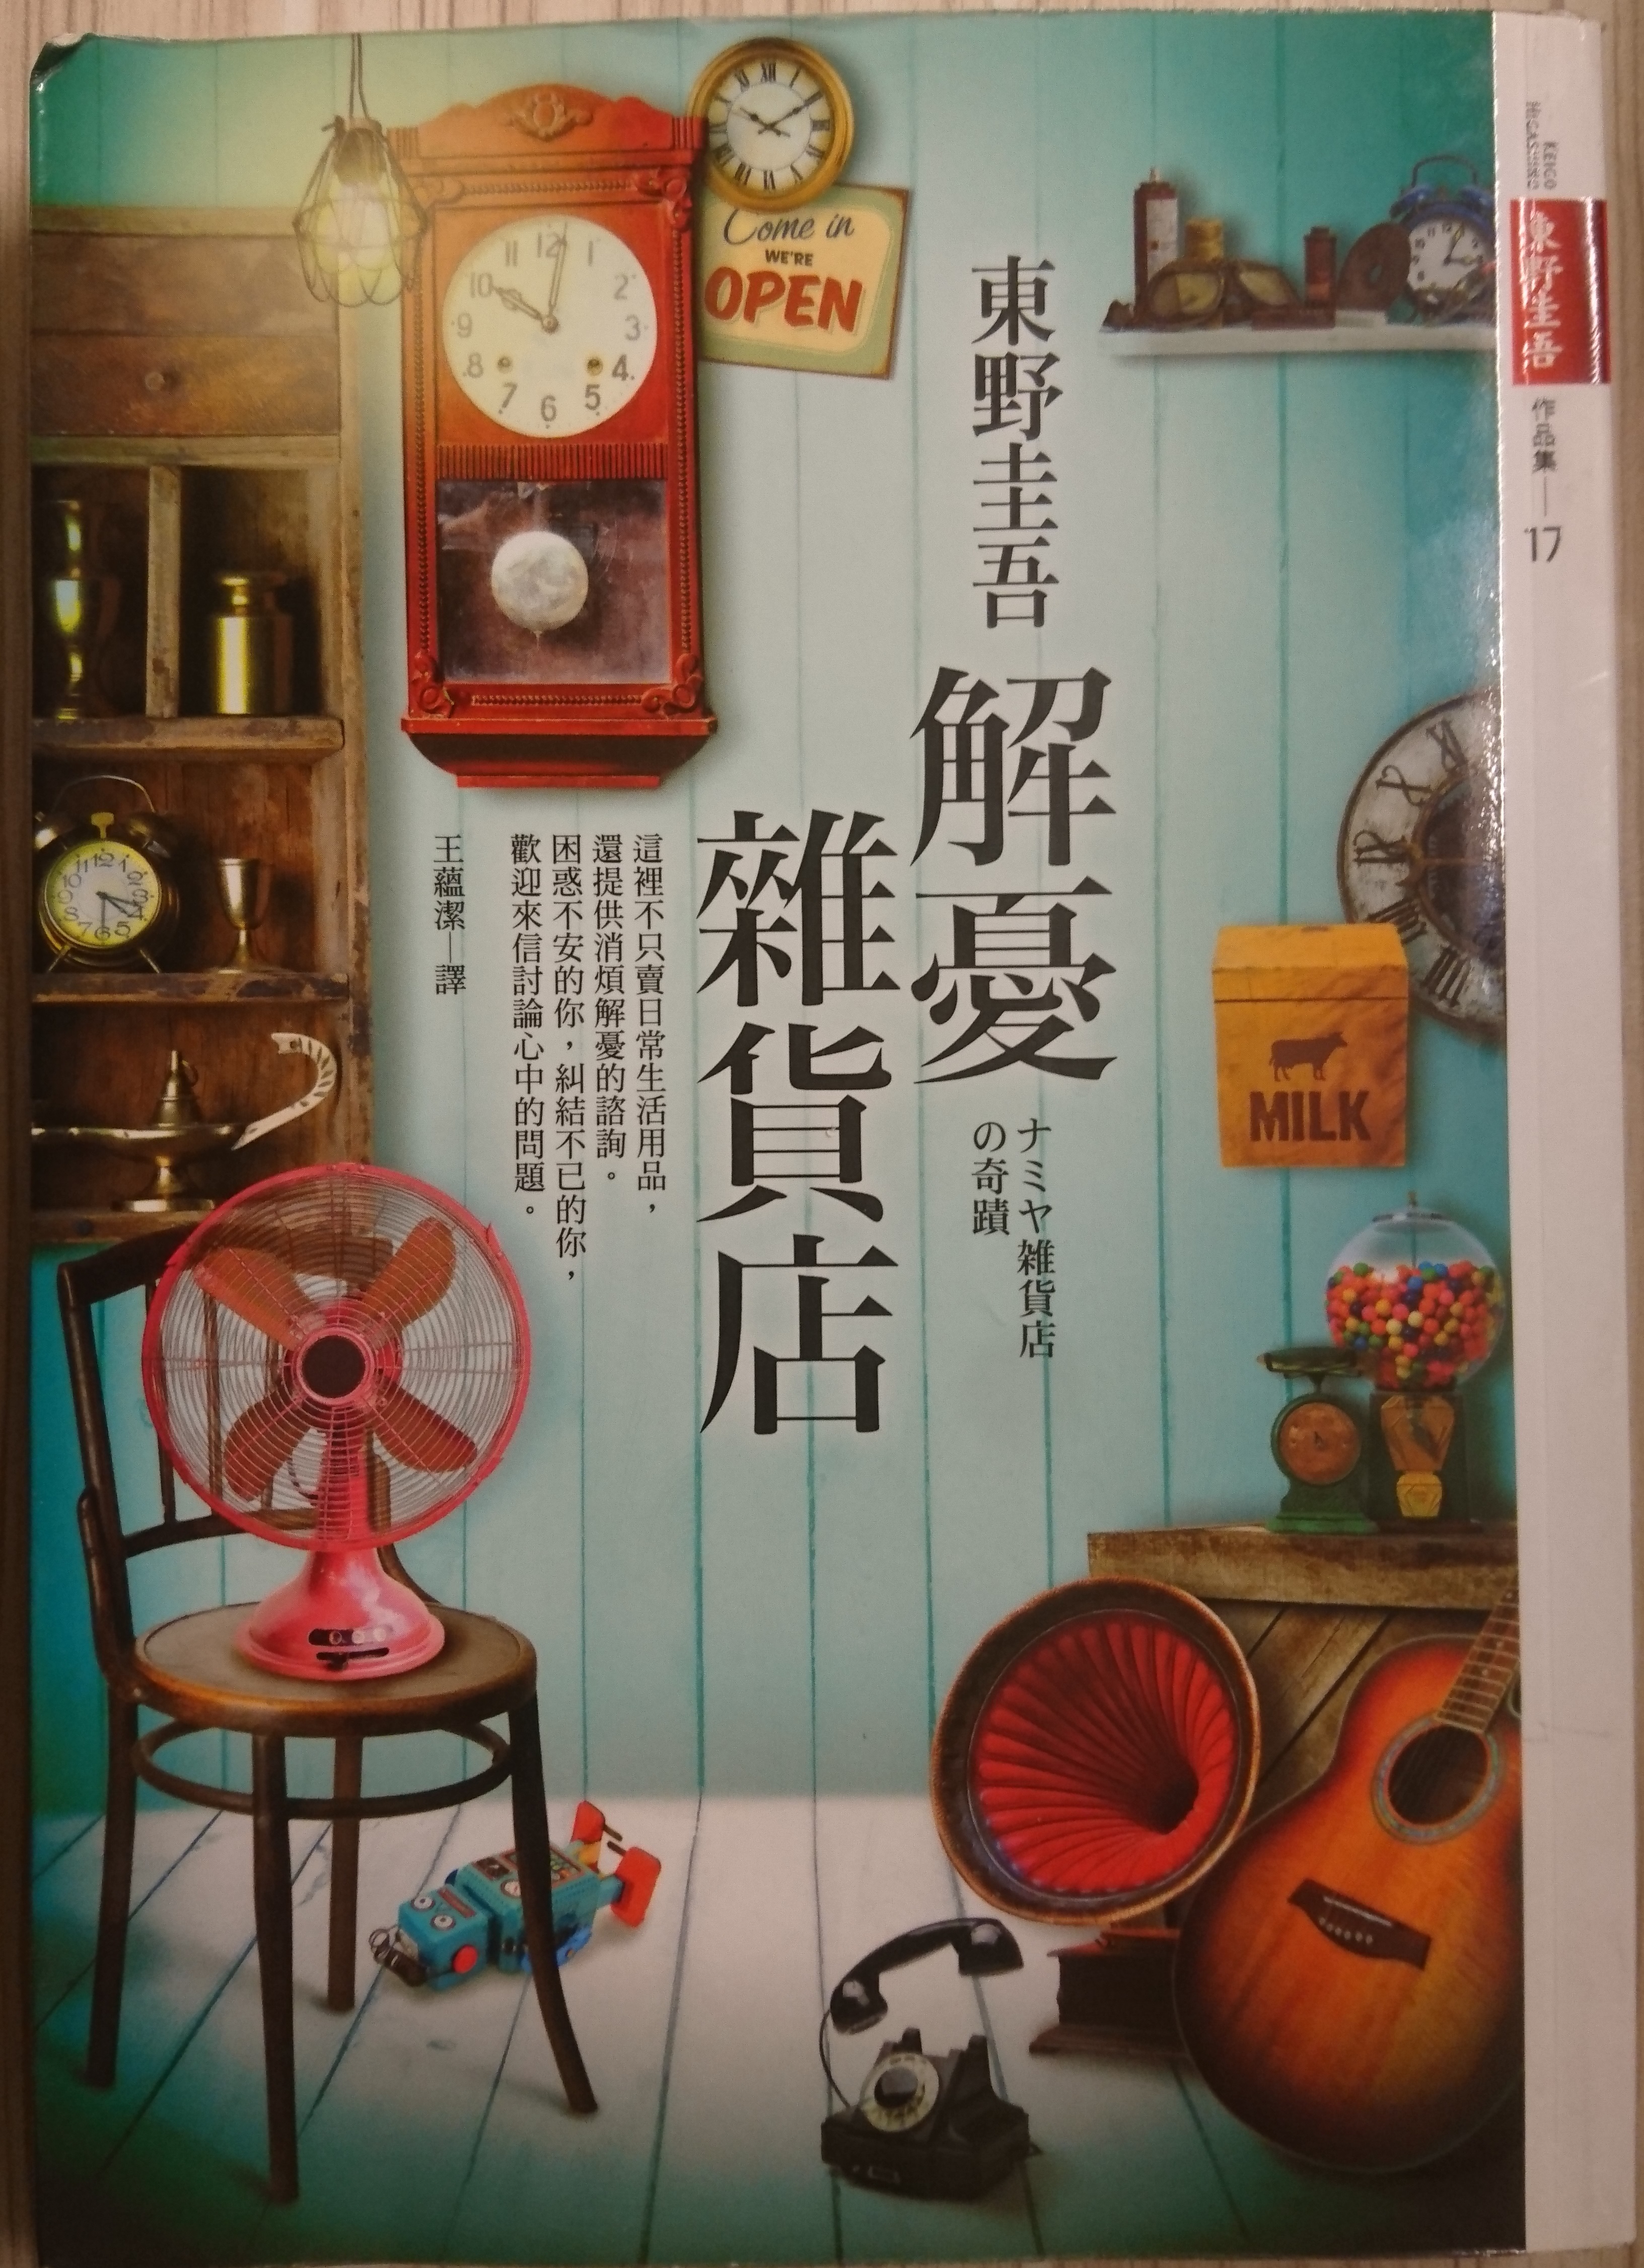 東野圭吾
解憂
雜貨店
ナミヤ雑貨店
の奇蹟
這裡不只賣日常生活用品，
還提供消煩解憂的諮詢。
困惑不安的你，糾結不已的你，
歡迎來信討論心中的問題。
王蘊潔—譯
Come in
WE'RE
OPEN
MILK
KEIGO
HIGASHINO
東野圭吾
作品集—17